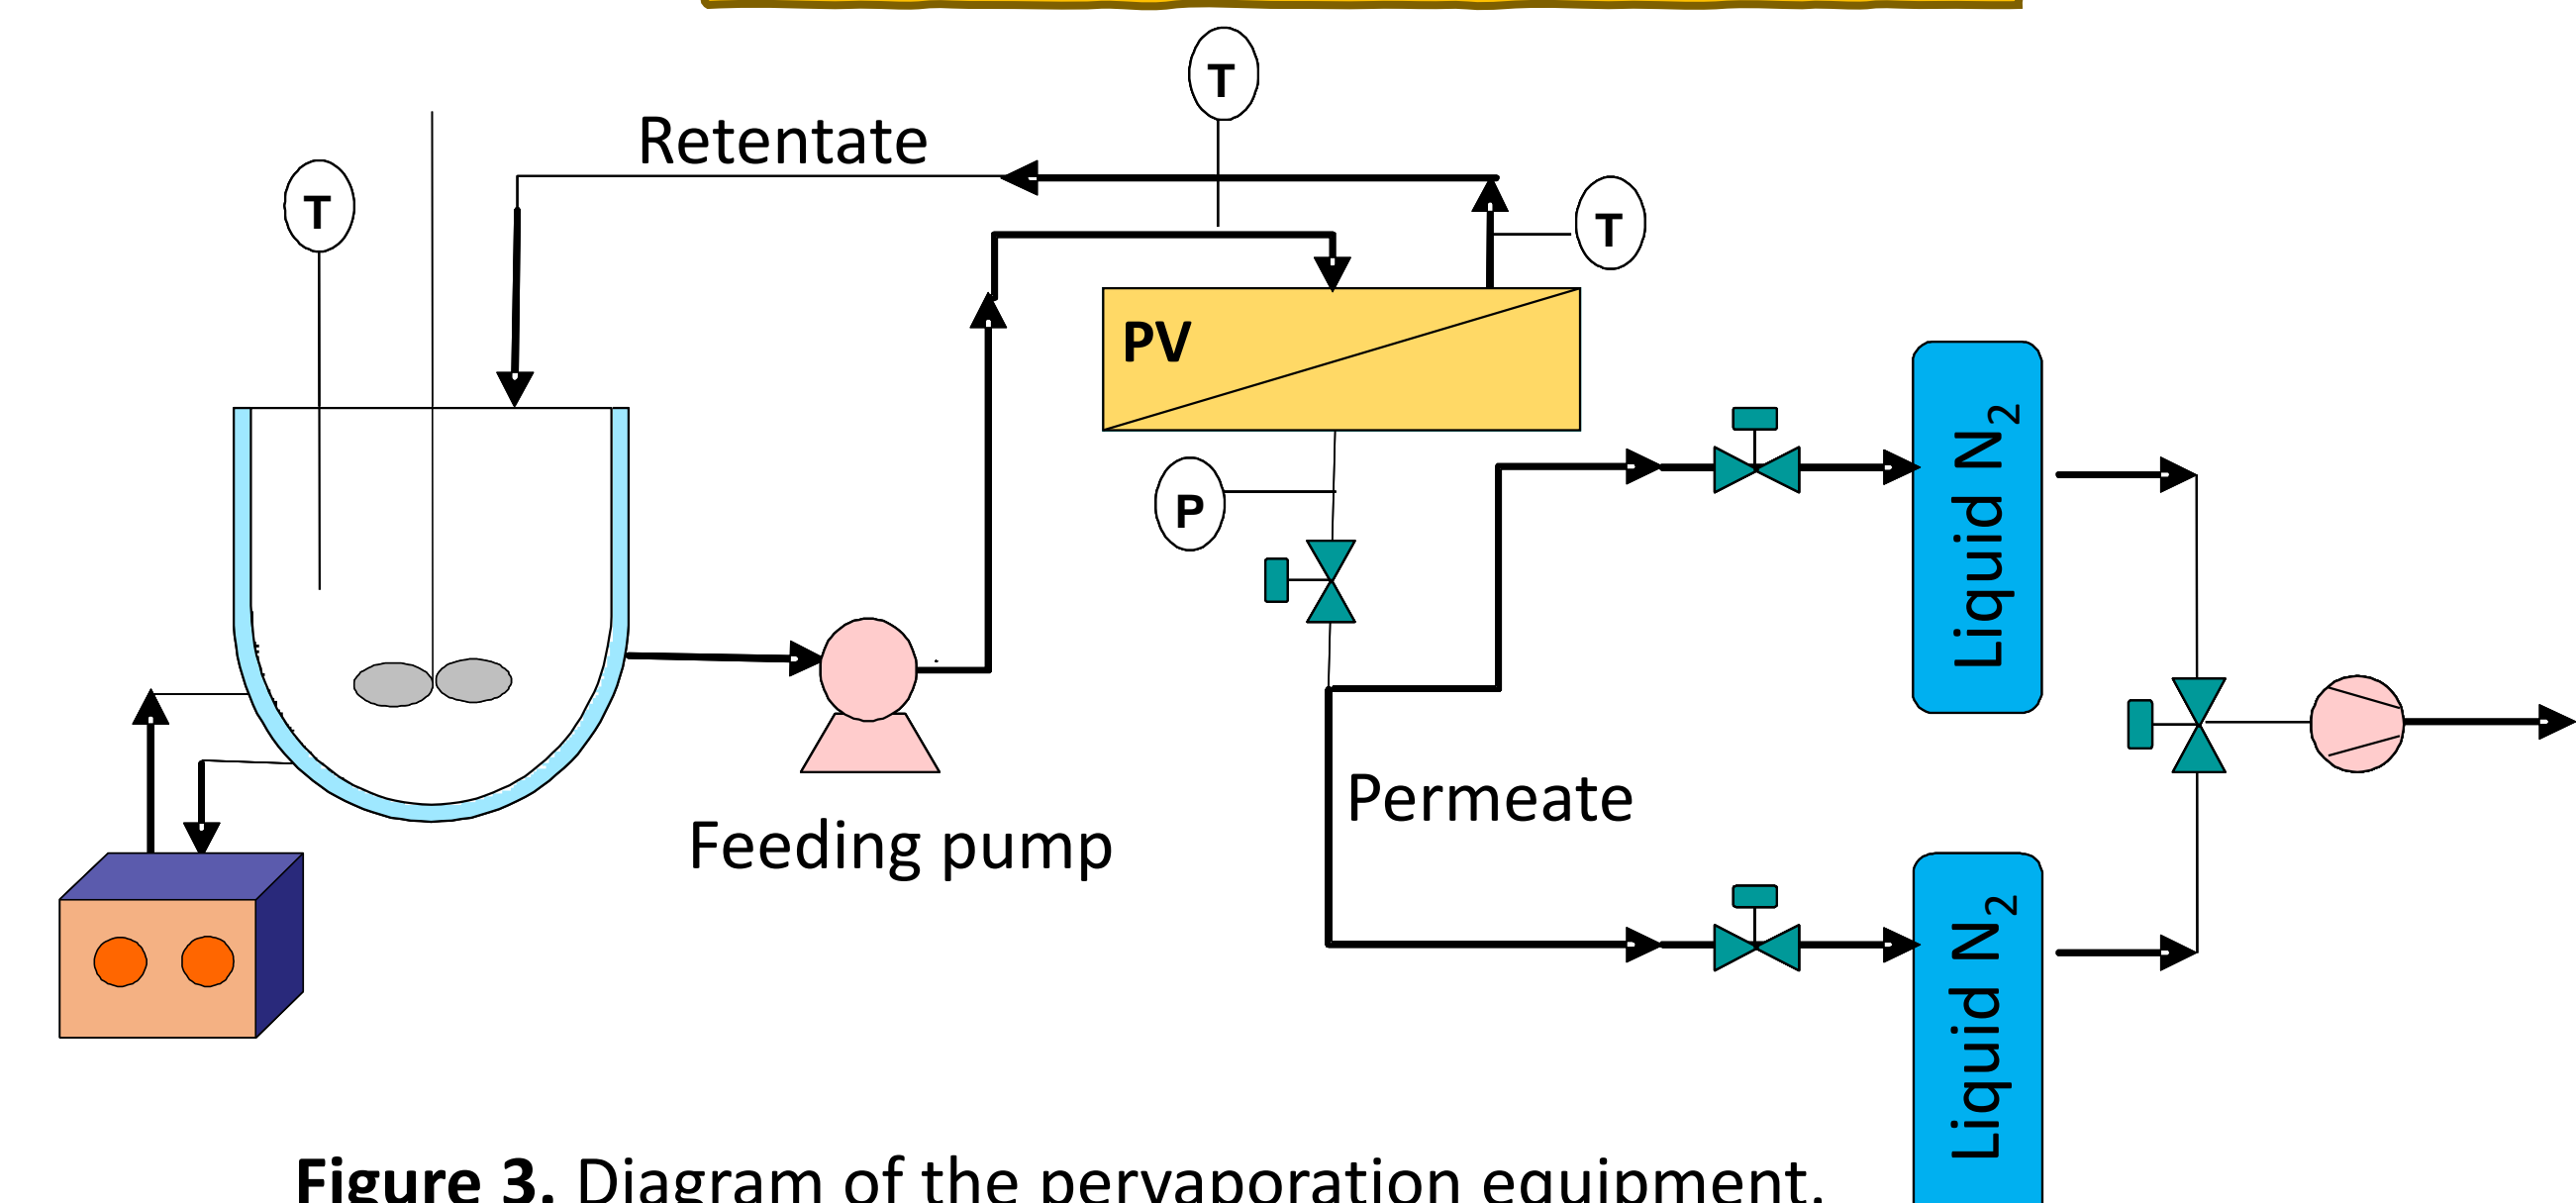 T
Retentate
T
T
PV
P
Liquid N₂
Permeate
Feeding pump
Liquid N₂
Figure 3. Diagram of the pervaporation equipment.